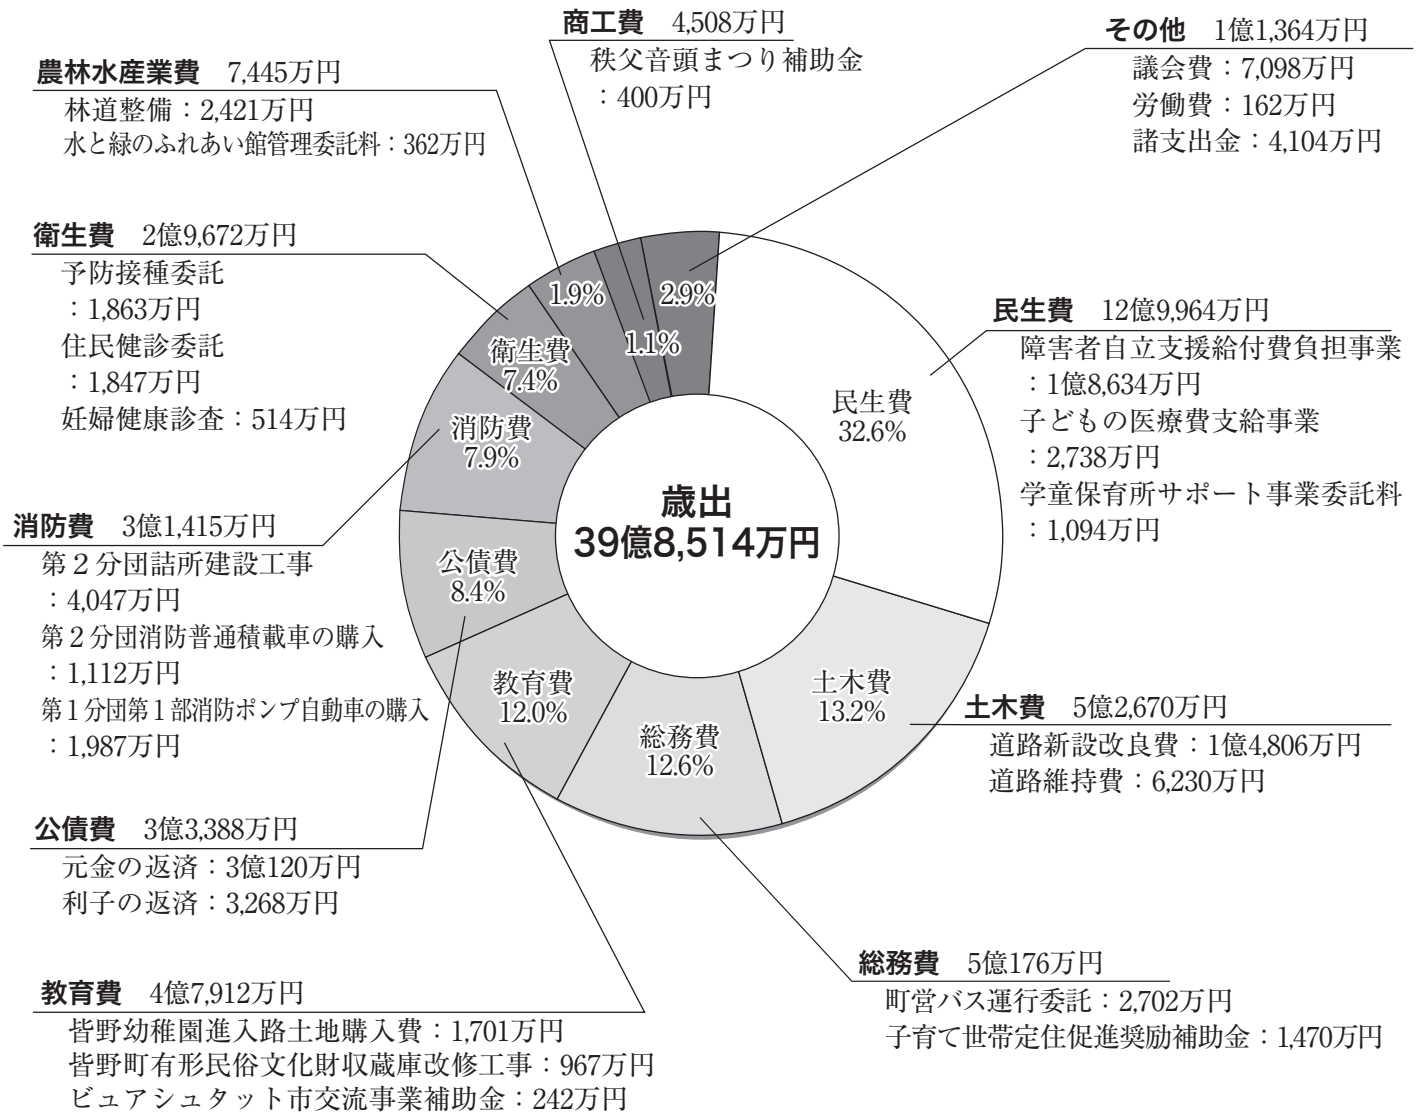 商工費 4,508万円
秩父音頭まつり補助金
：400万円
その他 1億1,364万円
議会費：7,098万円
労働費：162万円
諸支出金：4,104万円
農林水産業費 7,445万円
林道整備：2,421万円
水と緑のふれあい館管理委託料：362万円
衛生費 2億9,672万円
予防接種委託
：1,863万円
住民健診委託
：1,847万円
妊婦健康診査：514万円
民生費 12億9,964万円
障害者自立支援給付費負担事業
：1億8,634万円
子どもの医療費支給事業
：2,738万円
学童保育所サポート事業委託料
：1,094万円
1.9%
1.1%
2.9%
衛生費
7.4%
消防費
7.9%
公債費
8.4%
教育費
12.0%
総務費
12.6%
土木費
13.2%
民生費
32.6%
歳出
39億8,514万円
消防費 3億1,415万円
第２分団詰所建設工事
：4,047万円
第２分団消防普通積載車の購入
：1,112万円
第１分団第１部消防ポンプ自動車の購入
：1,987万円
土木費 5億2,670万円
道路新設改良費：1億4,806万円
道路維持費：6,230万円
公債費 3億3,388万円
元金の返済：3億120万円
利子の返済：3,268万円
総務費 5億176万円
町営バス運行委託：2,702万円
子育て世帯定住促進奨励補助金：1,470万円
教育費 4億7,912万円
皆野幼稚園進入路土地購入費：1,701万円
皆野町有形民俗文化財収蔵庫改修工事：967万円
ビュアシュタット市交流事業補助金：242万円